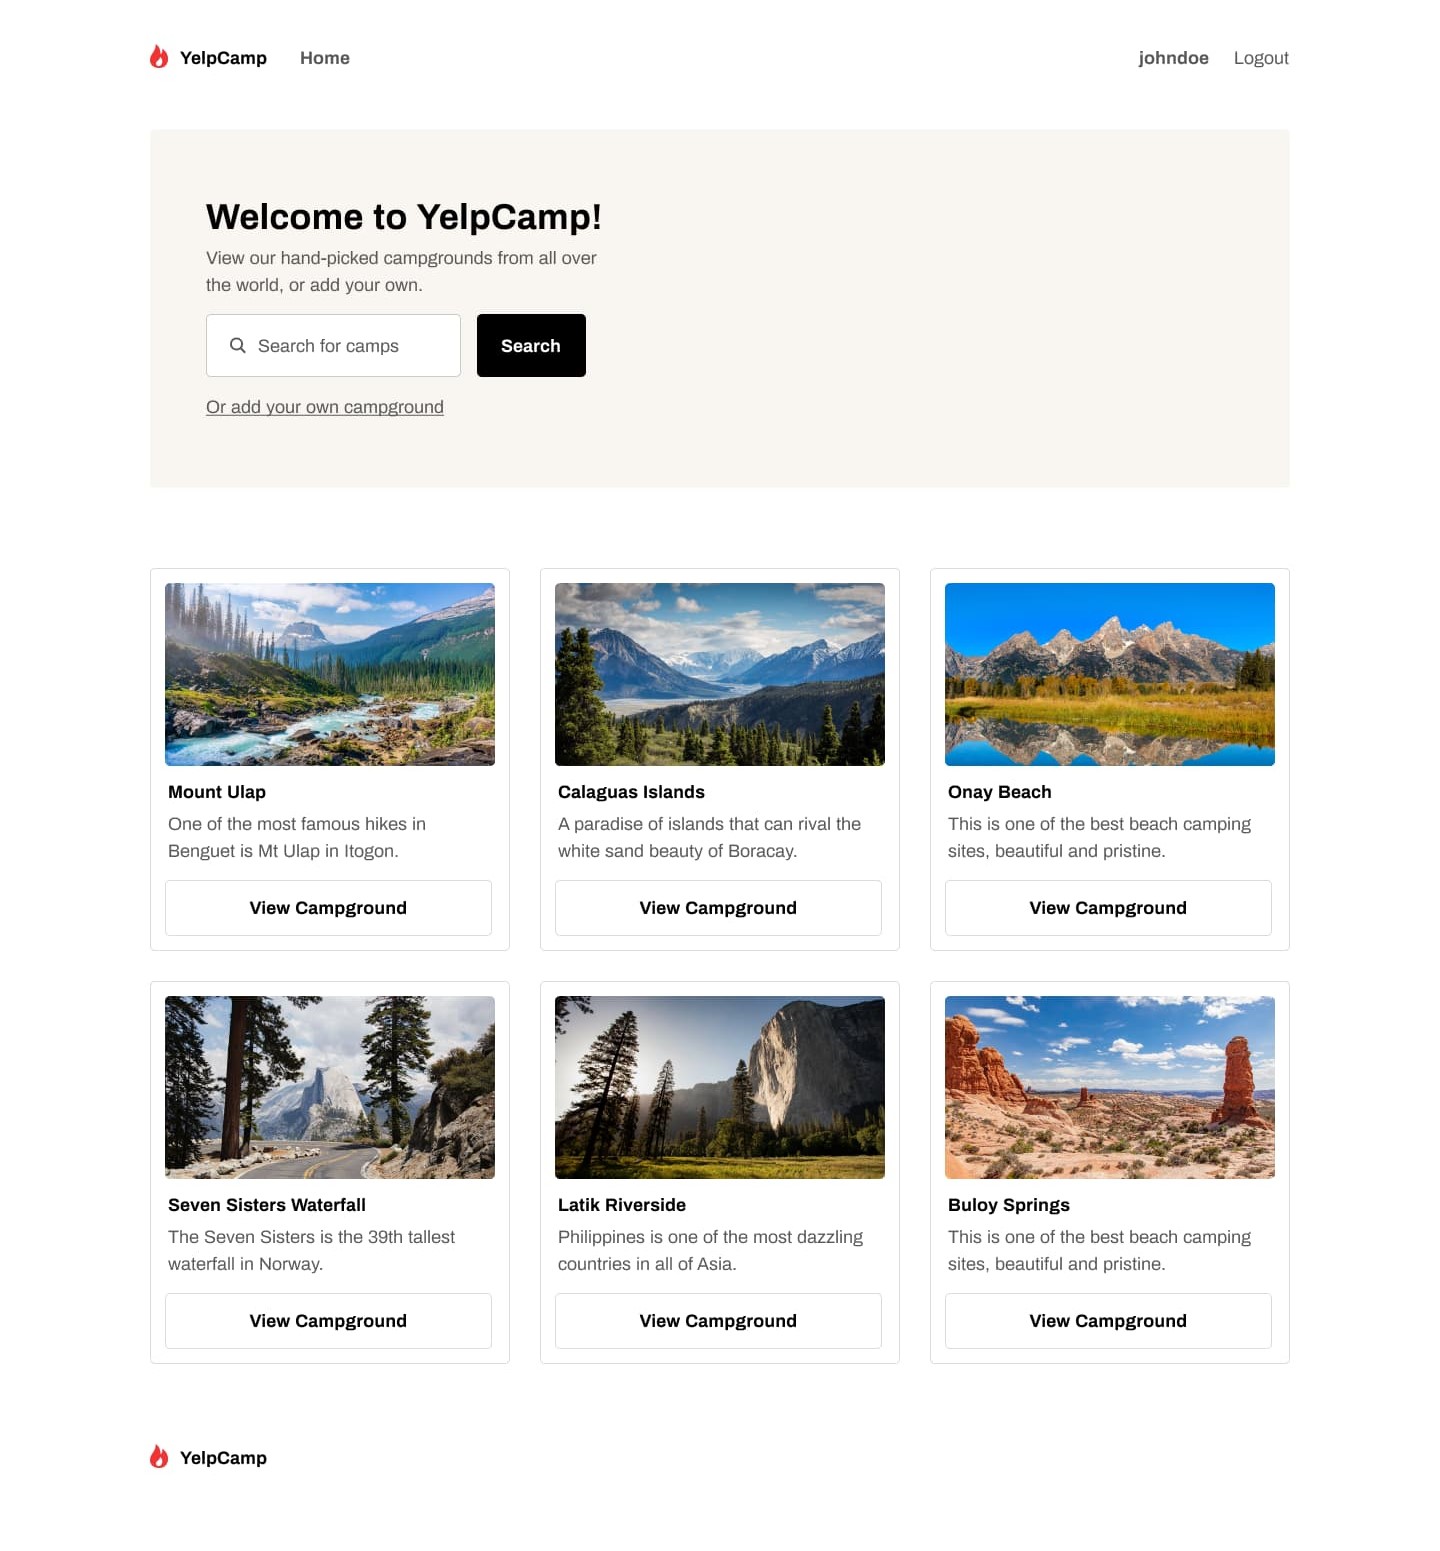 YelpCamp
Home
johndoe
Logout
Welcome to YelpCamp!
View our hand-picked campgrounds from all over
the world, or add your own.
Search for camps
Search
Or add your own campground
Mount Ulap
One of the most famous hikes in
Benguet is Mt Ulap in Itogon.
View Campground
Calaguas Islands
A paradise of islands that can rival the
white sand beauty of Boracay.
View Campground
Onay Beach
This is one of the best beach camping
sites, beautiful and pristine.
View Campground
Seven Sisters Waterfall
The Seven Sisters is the 39th tallest
waterfall in Norway.
View Campground
Latik Riverside
Philippines is one of the most dazzling
countries in all of Asia.
View Campground
Buloy Springs
This is one of the best beach camping
sites, beautiful and pristine.
View Campground
YelpCamp